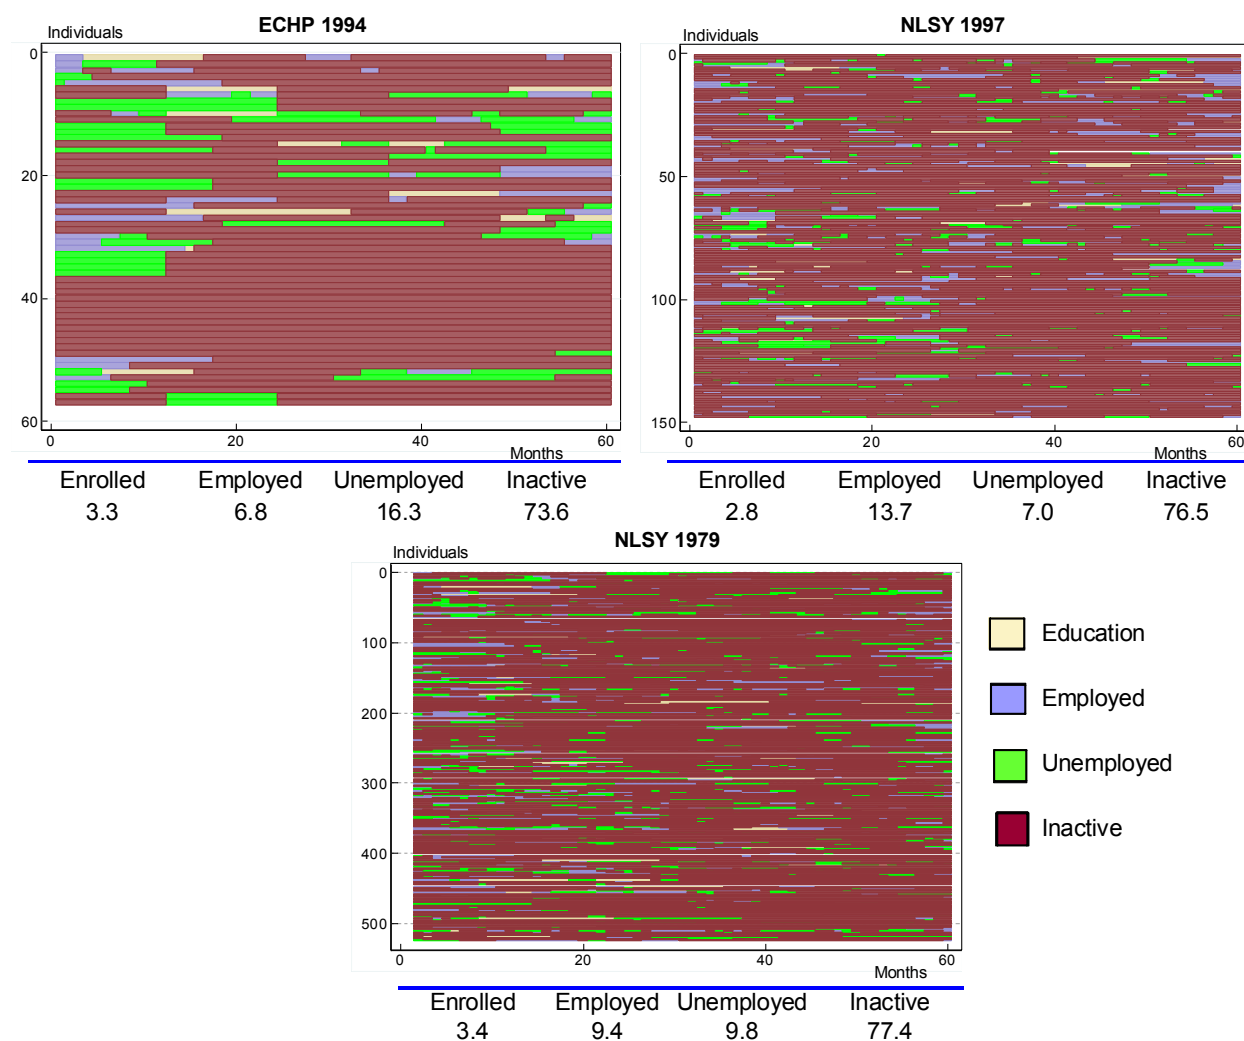 ECHP 1994
Individuals
0
20
40
60
0 20 40 60
Months
Enrolled Employed Unemployed Inactive
3.3 6.8 16.3 73.6
NLSY 1997
Individuals
0
50
100
150
0 20 40 60
Months
Enrolled Employed Unemployed Inactive
2.8 13.7 7.0 76.5
NLSY 1979
Individuals
0
100
200
300
400
500
0 20 40 60
Months
Enrolled Employed Unemployed Inactive
3.4 9.4 9.8 77.4
Education
Employed
Unemployed
Inactive